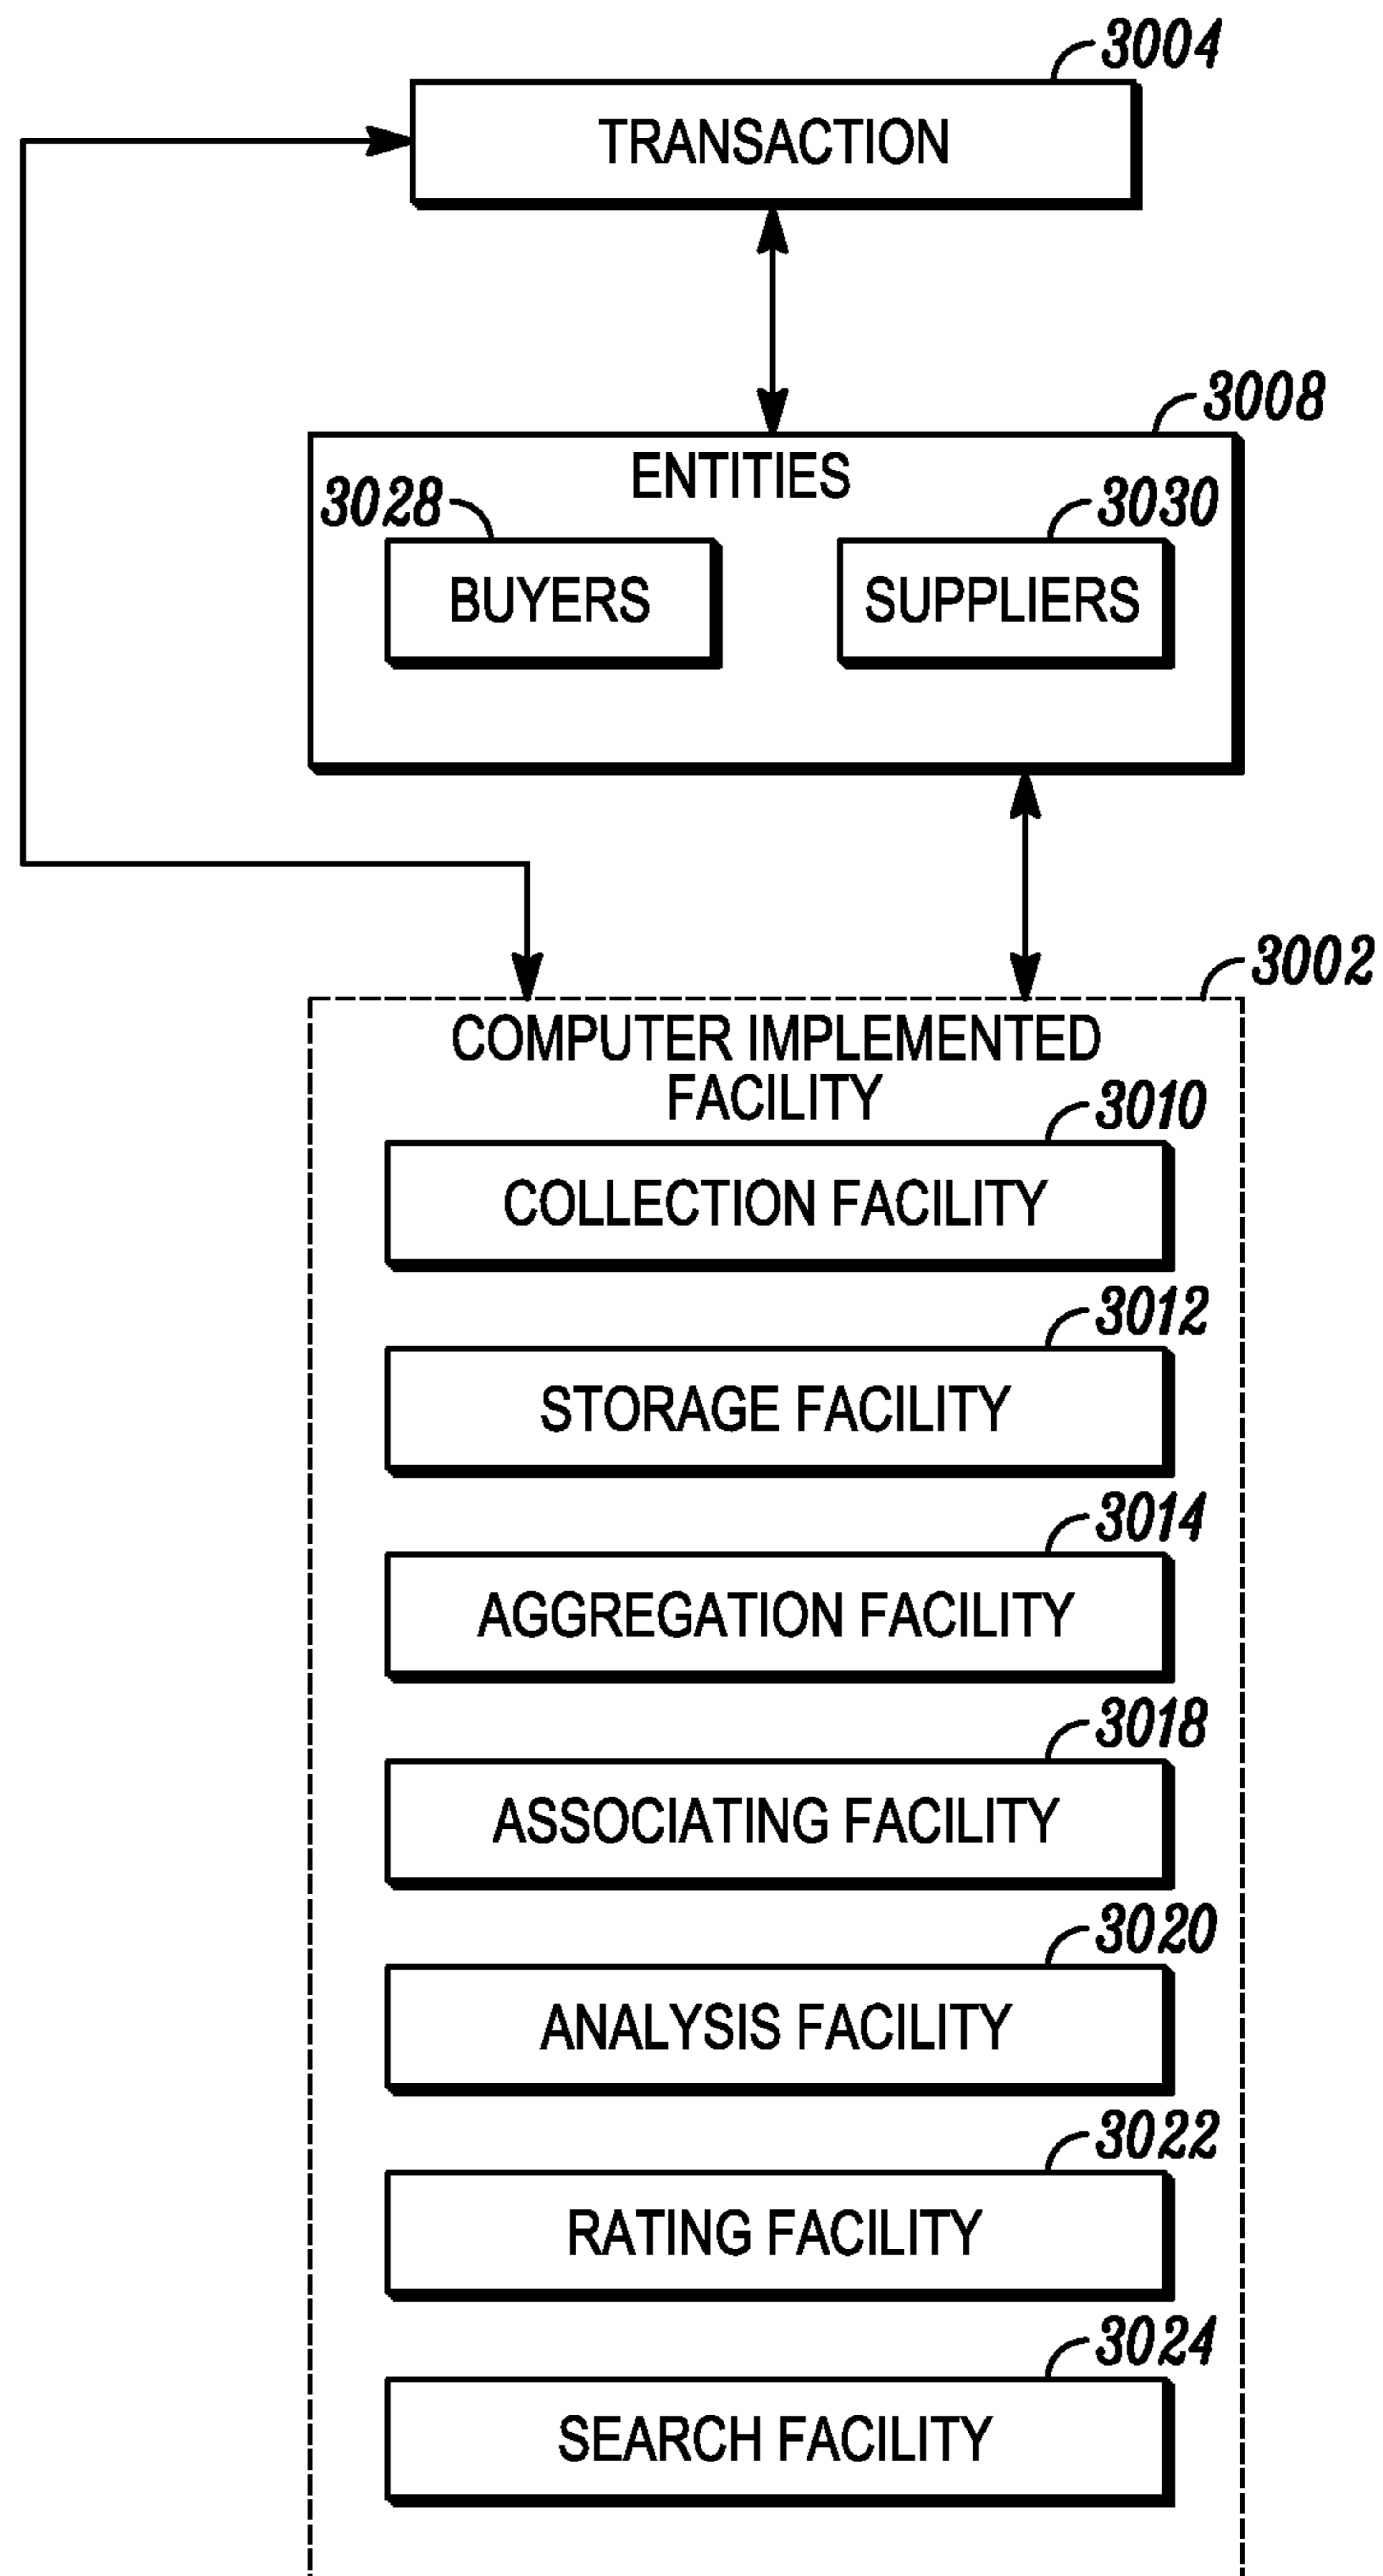 3004
TRANSACTION
3008
ENTITIES
3028
3030
BUYERS
SUPPLIERS
3002
COMPUTER IMPLEMENTED
FACILITY
3010
COLLECTION FACILITY
3012
STORAGE FACILITY
3014
AGGREGATION FACILITY
3018
ASSOCIATING FACILITY
3020
ANALYSIS FACILITY
3022
RATING FACILITY
3024
SEARCH FACILITY